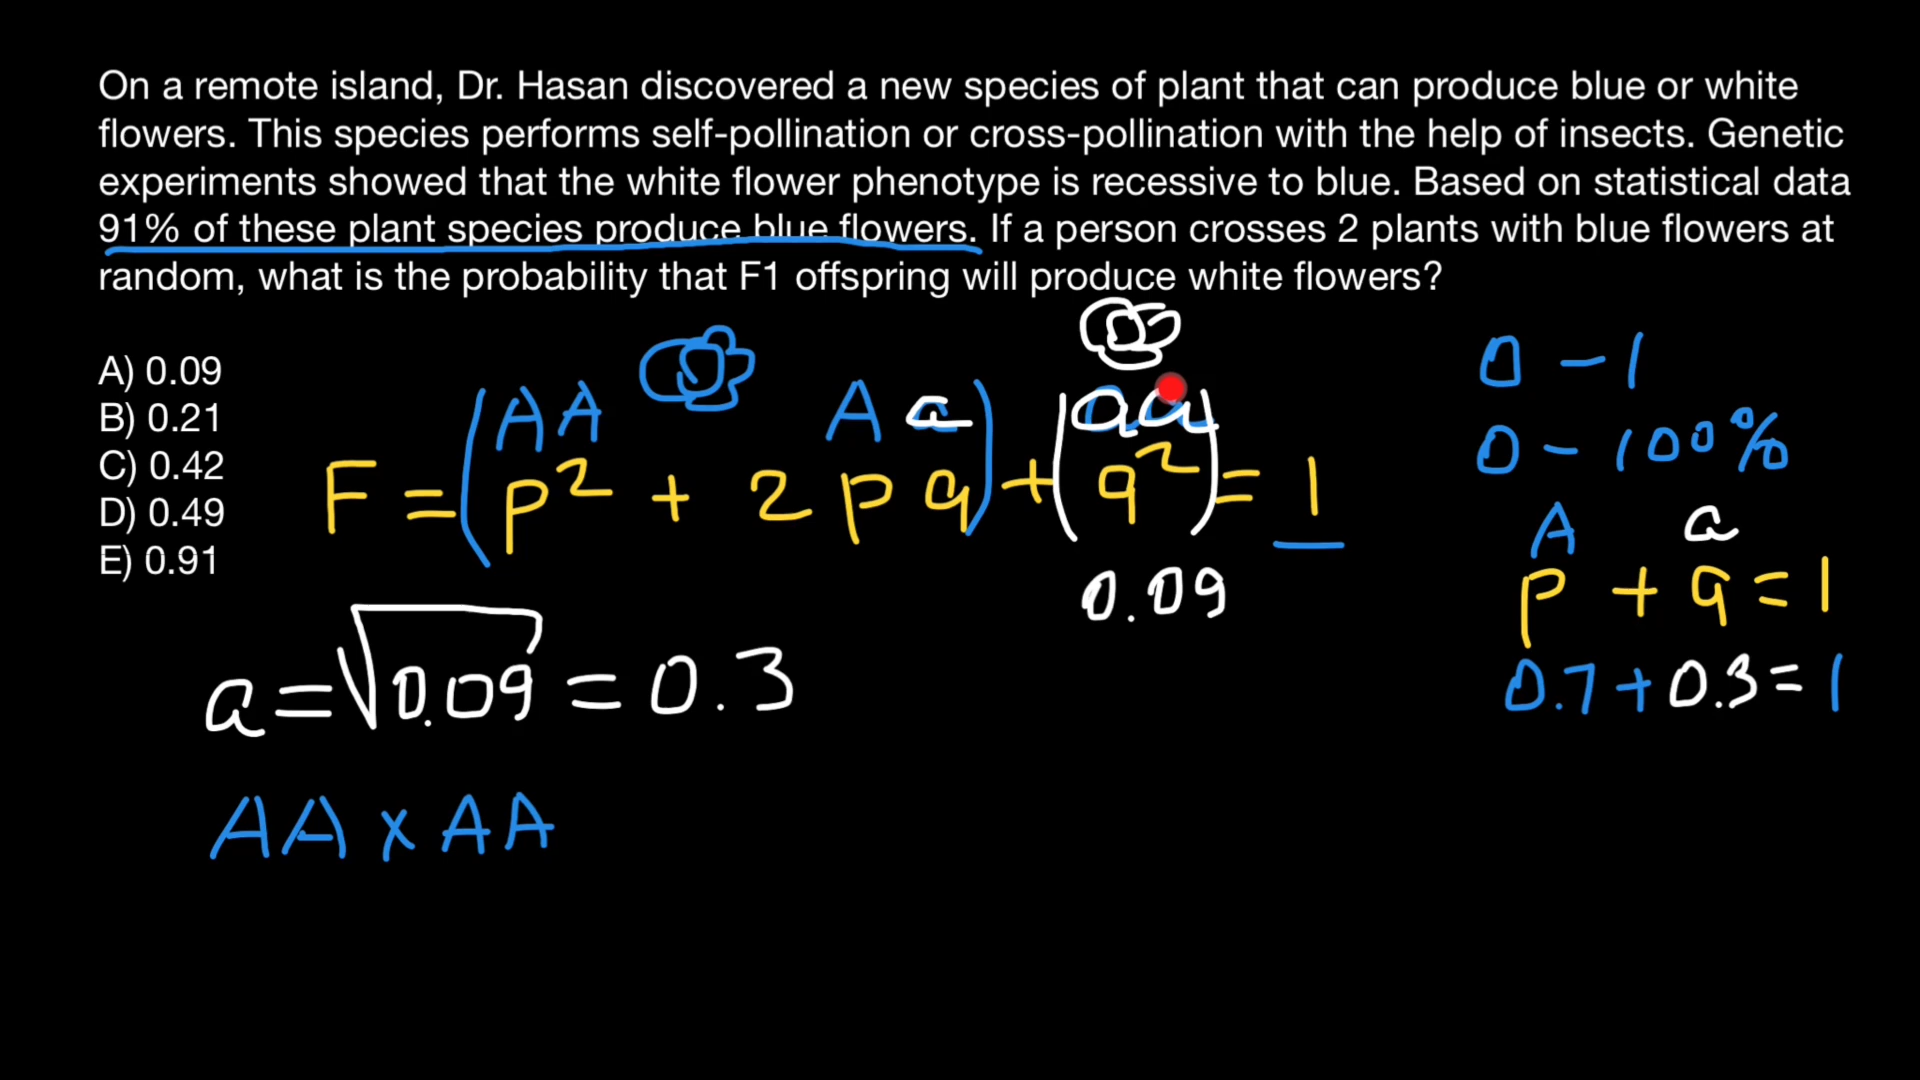 On a remote island, Dr. Hasan discovered a new species of plant that can produce blue or white
flowers. This species performs self-pollination or cross-pollination with the help of insects. Genetic
experiments showed that the white flower phenotype is recessive to blue. Based on statistical data
91% of these plant species produce blue flowers. If a person crosses 2 plants with blue flowers at
random, what is the probability that F1 offspring will produce white flowers?
A) 0.09
B) 0.21
C) 0.42
D) 0.49
E) 0.91
AA Aa aa
F = (p² + 2pq) + (q²) = 1
0.09
0 - 1
0 - 100%
A a
p + q = 1
0.7 + 0.3 = 1
a = √0.09 = 0.3
AA x AA